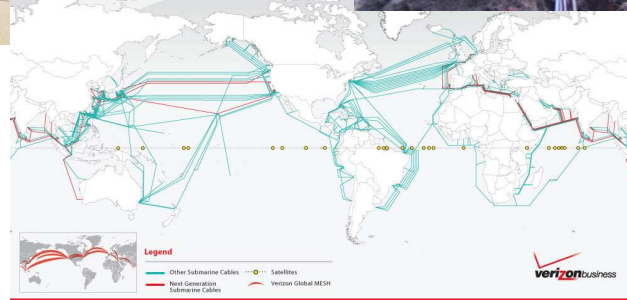 Legend
Other Submarine Cables
Satellites
Next Generation
Submarine Cables
Verizon Global MESH
verizonbusiness